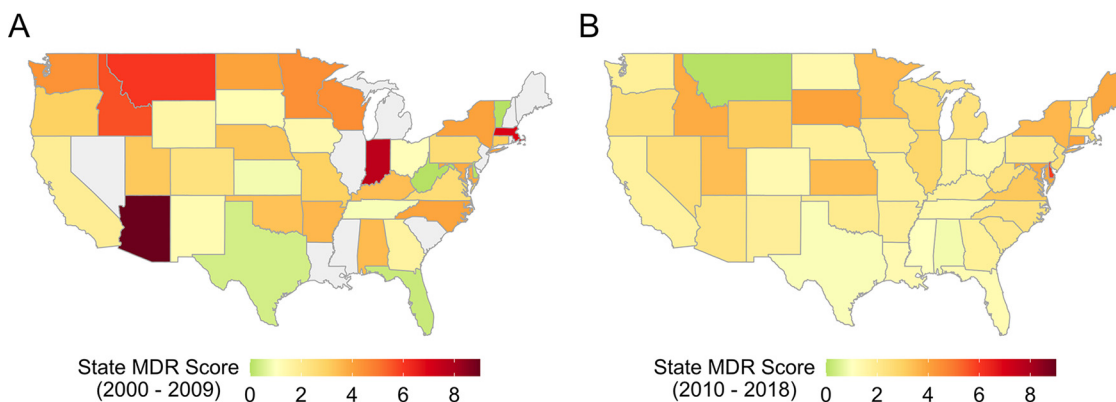 A
B
State MDR Score
(2000 - 2009)
0 2 4 6 8
State MDR Score
(2010 - 2018)
0 2 4 6 8